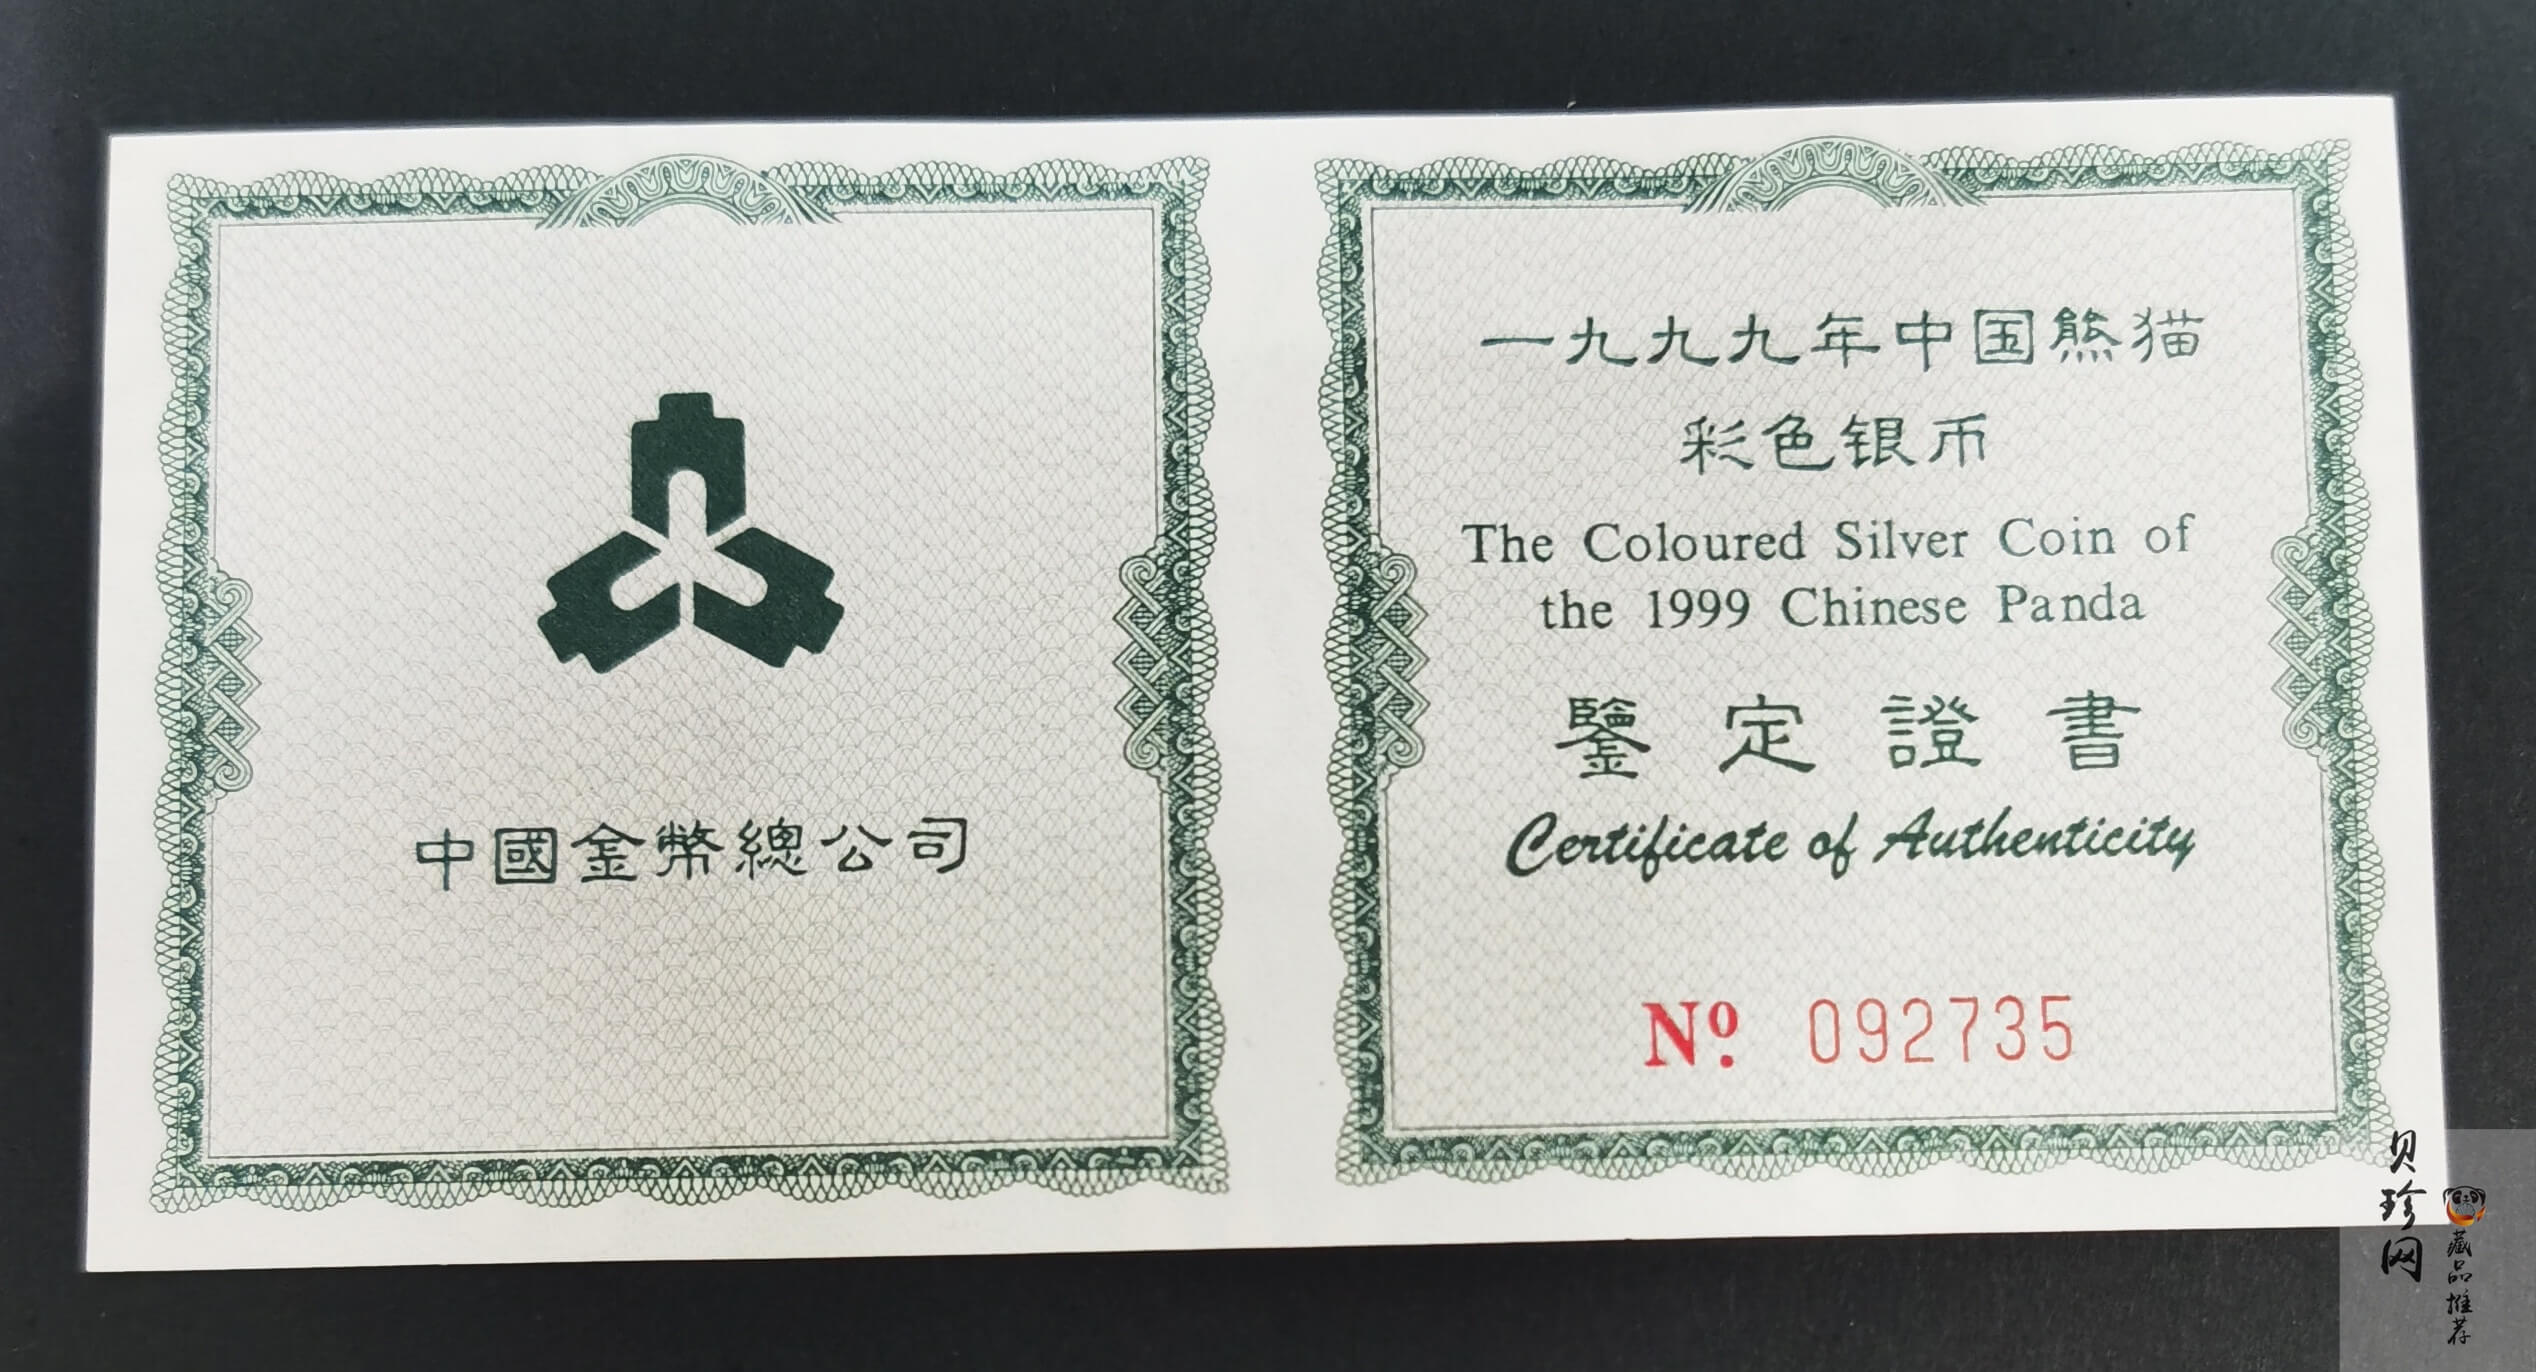 中國金幣總公司
一九九九年中国熊猫
彩色银币
The Coloured Silver Coin of
the 1999 Chinese Panda
鑒定證書
Certificate of Authenticity
Nº. 092735
贝珍网
藏品推荐